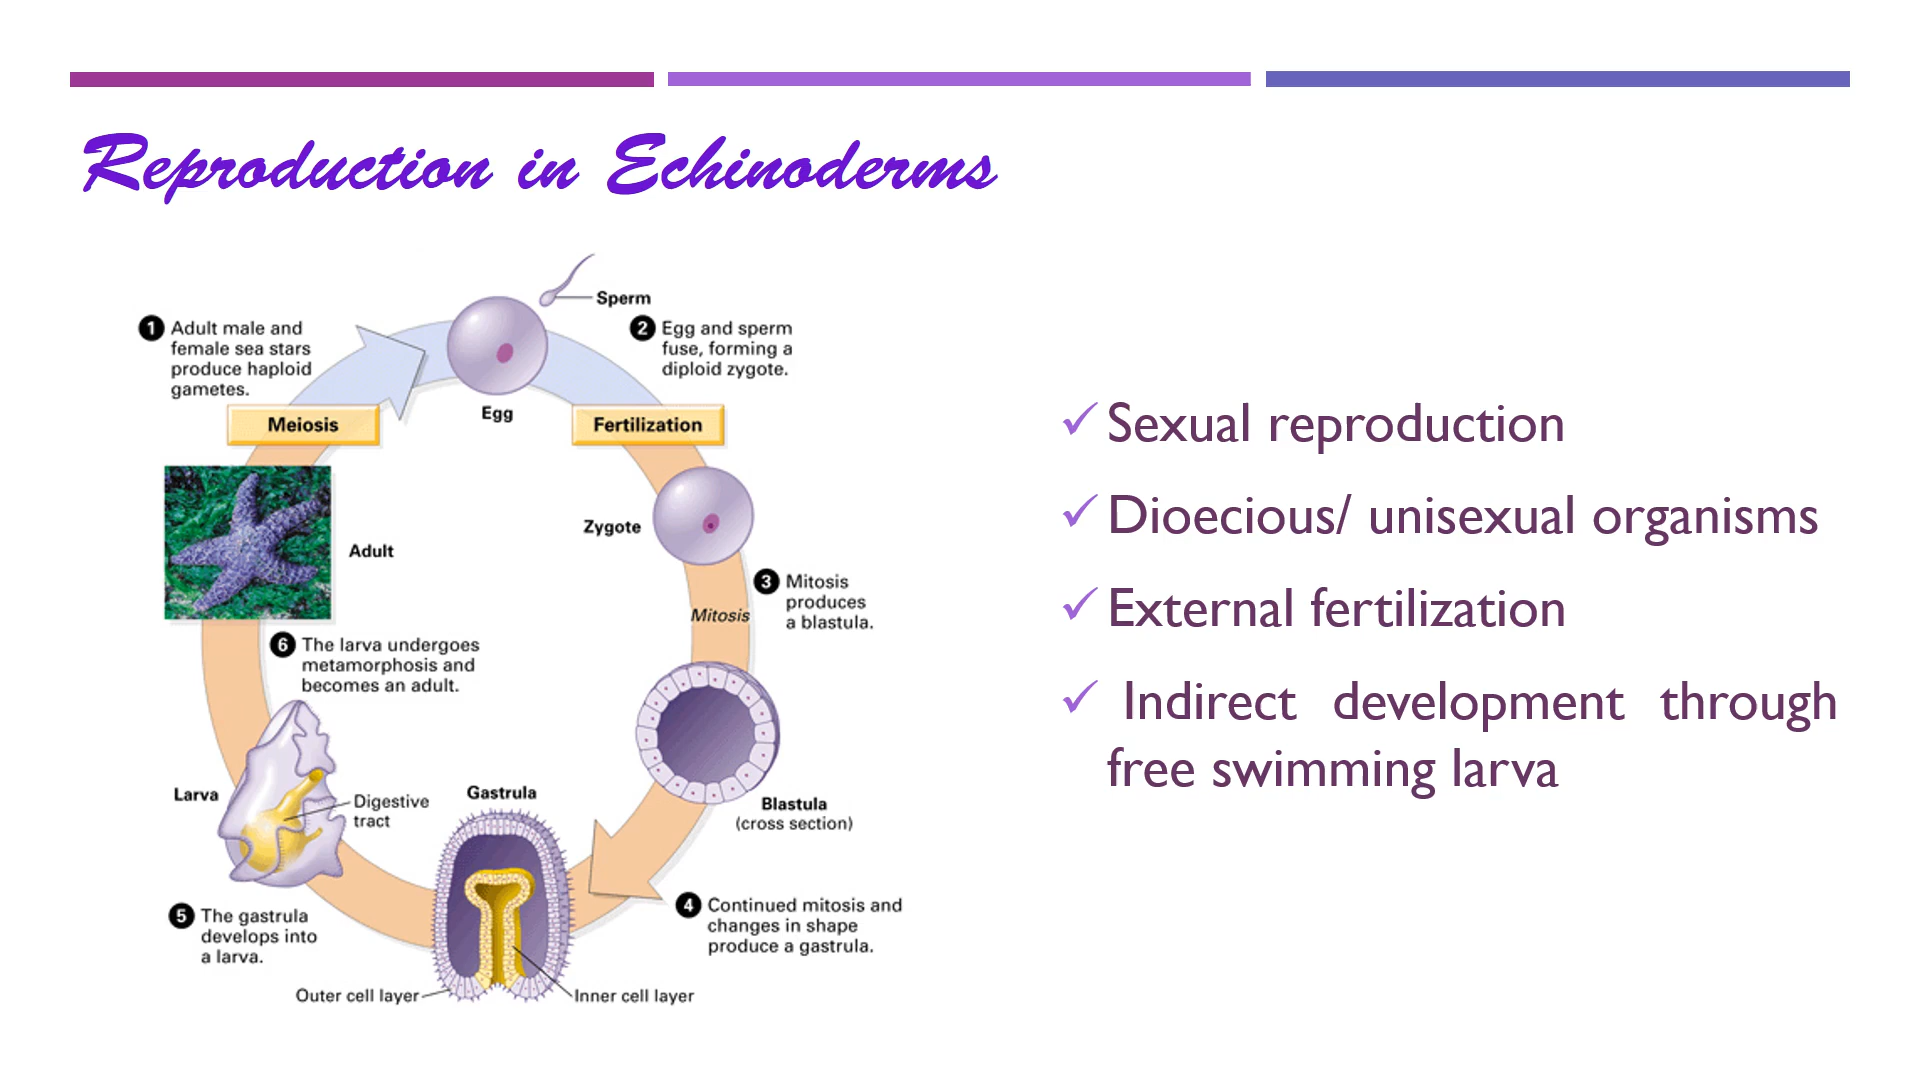 Reproduction in Echinoderms
Sperm
1 Adult male and
female sea stars
produce haploid
gametes.
2 Egg and sperm
fuse, forming a
diploid zygote.
Egg
Meiosis
Fertilization
Zygote
Adult
3 Mitosis
produces
a blastula.
Mitosis
6 The larva undergoes
metamorphosis and
becomes an adult.
Larva
Digestive
tract
Gastrula
Blastula
(cross section)
5 The gastrula
develops into
a larva.
4 Continued mitosis and
changes in shape
produce a gastrula.
Outer cell layer
Inner cell layer
✓ Sexual reproduction
✓ Dioecious/ unisexual organisms
✓ External fertilization
✓ Indirect development through
free swimming larva